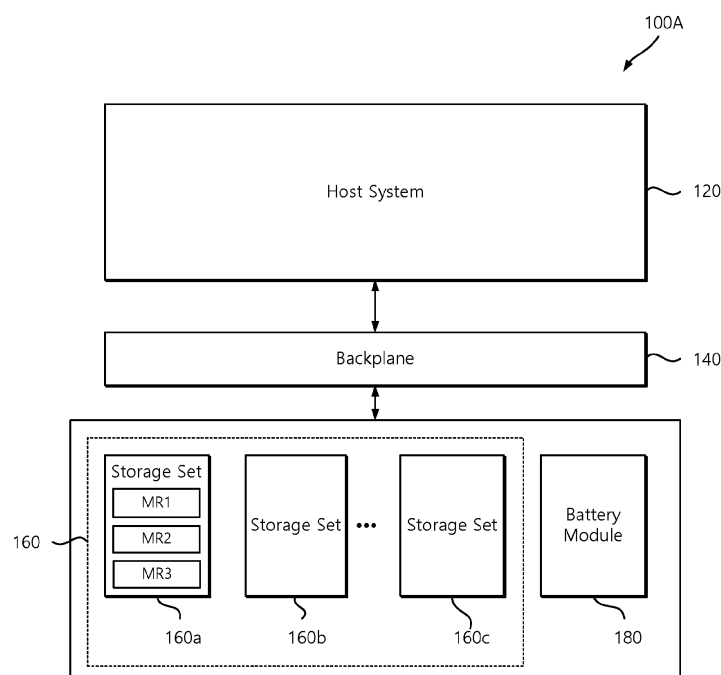 100A
Host System
120
Backplane
140
Storage Set
MR1
MR2
MR3
Storage Set
•••
Storage Set
Battery
Module
160
160a
160b
160c
180